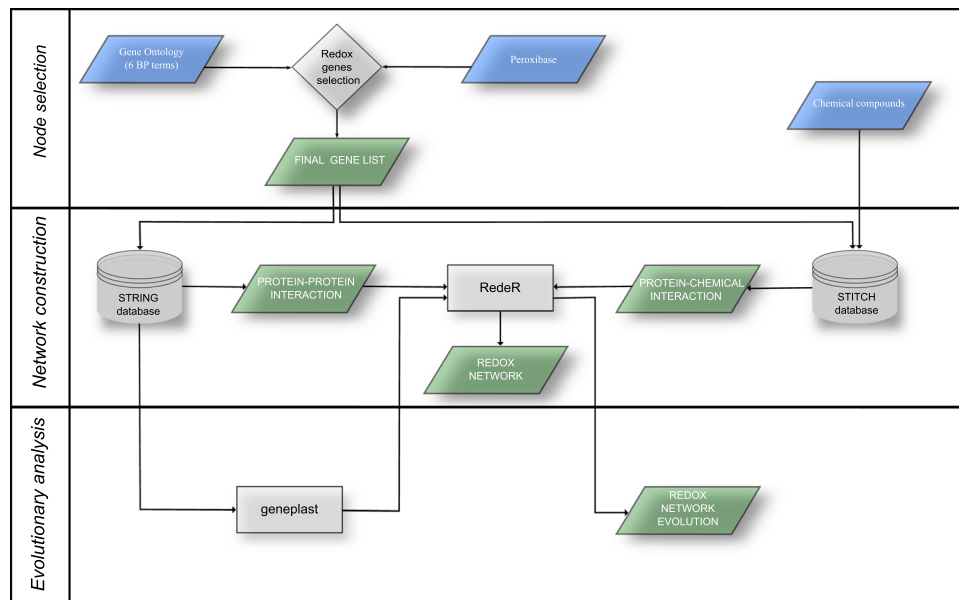 Node selection
Gene Ontology
(6 BP terms)
Redox
genes
selection
Peroxibase
Chemical compounds
FINAL GENE LIST
Network construction
STRING
database
PROTEIN-PROTEIN
INTERACTION
RedeR
PROTEIN-CHEMICAL
INTERACTION
STITCH
database
REDOX
NETWORK
Evolutionary analysis
geneplast
REDOX
NETWORK
EVOLUTION